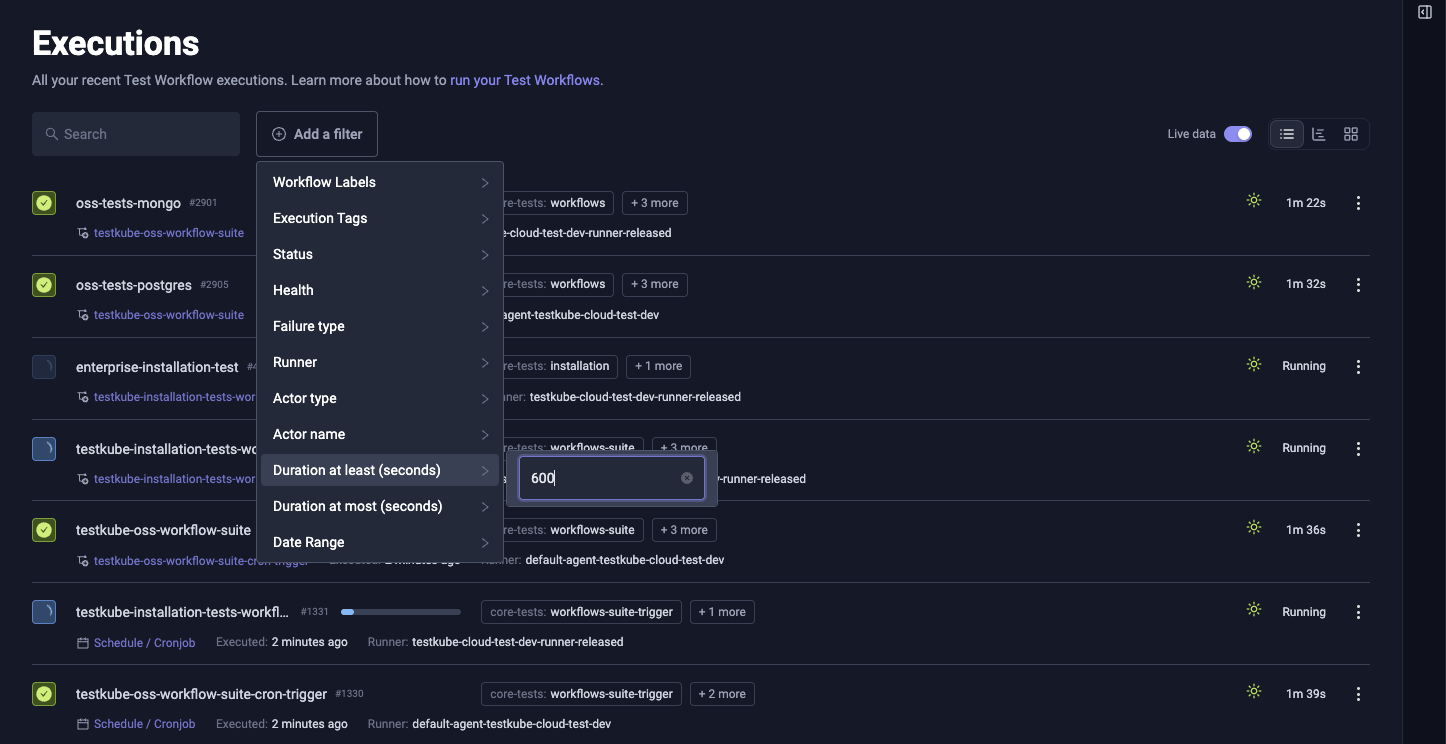 Executions
All your recent Test Workflow executions. Learn more about how to run your Test Workflows.
Search
Add a filter
Live data
Workflow Labels
Execution Tags
Status
Health
Failure type
Runner
Actor type
Actor name
Duration at least (seconds)
Duration at most (seconds)
Date Range
600
oss-tests-mongo #2901
re-tests: workflows
+ 3 more
1m 22s
testkube-oss-workflow-suite
-cloud-test-dev-runner-released
oss-tests-postgres #2905
re-tests: workflows
+ 3 more
1m 32s
testkube-oss-workflow-suite
agent-testkube-cloud-test-dev
enterprise-installation-test #4
re-tests: installation
+ 1 more
Running
testkube-installation-tests-wor
ner: testkube-cloud-test-dev-runner-released
testkube-installation-tests-wo
re-tests: workflows-suite
+ 3 more
Running
testkube-installation-tests-wor
-runner-released
testkube-oss-workflow-suite
re-tests: workflows-suite
+ 3 more
1m 36s
testkube-oss-workflow-suite-cron-trigger
Executed: 2 minutes ago
Runner: default-agent-testkube-cloud-test-dev
testkube-installation-tests-workfl... #1331
core-tests: workflows-suite-trigger
+ 1 more
Running
Schedule / Cronjob
Executed: 2 minutes ago
Runner: testkube-cloud-test-dev-runner-released
testkube-oss-workflow-suite-cron-trigger #1330
core-tests: workflows-suite-trigger
+ 2 more
1m 39s
Schedule / Cronjob
Executed: 2 minutes ago
Runner: default-agent-testkube-cloud-test-dev